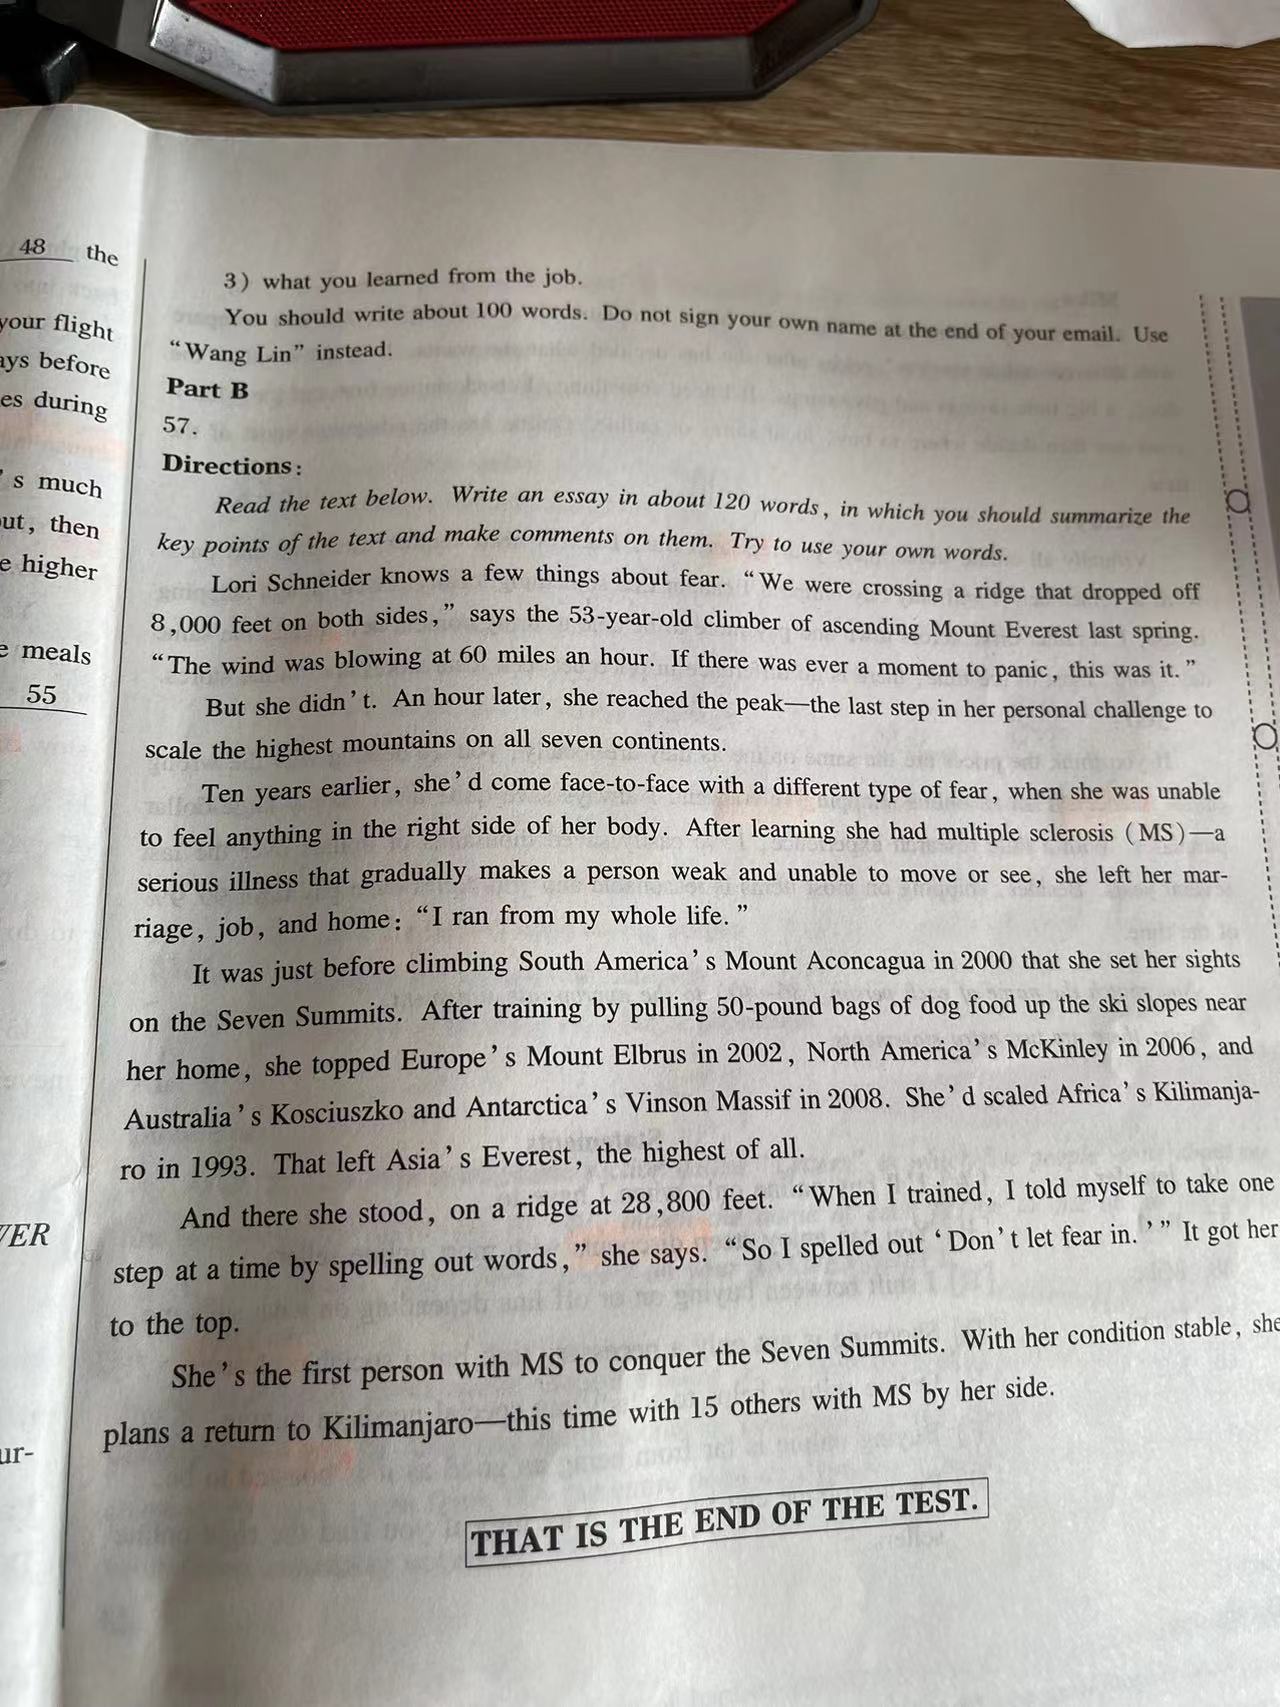 48 the
your flight
ays before
es during
's much
out, then
e higher
e meals
55
VER
ur-
3) what you learned from the job.
You should write about 100 words. Do not sign your own name at the end of your email. Use
“Wang Lin” instead.
Part B
57.
Directions:
Read the text below. Write an essay in about 120 words, in which you should summarize the
key points of the text and make comments on them. Try to use your own words.
Lori Schneider knows a few things about fear. “We were crossing a ridge that dropped off
8,000 feet on both sides,” says the 53-year-old climber of ascending Mount Everest last spring.
“The wind was blowing at 60 miles an hour. If there was ever a moment to panic, this was it.”
But she didn't. An hour later, she reached the peak—the last step in her personal challenge to
scale the highest mountains on all seven continents.
Ten years earlier, she'd come face-to-face with a different type of fear, when she was unable
to feel anything in the right side of her body. After learning she had multiple sclerosis (MS)—a
serious illness that gradually makes a person weak and unable to move or see, she left her mar-
riage, job, and home: “I ran from my whole life.”
It was just before climbing South America's Mount Aconcagua in 2000 that she set her sights
on the Seven Summits. After training by pulling 50-pound bags of dog food up the ski slopes near
her home, she topped Europe's Mount Elbrus in 2002, North America's McKinley in 2006, and
Australia's Kosciuszko and Antarctica's Vinson Massif in 2008. She'd scaled Africa's Kilimanja-
ro in 1993. That left Asia's Everest, the highest of all.
And there she stood, on a ridge at 28,800 feet. “When I trained, I told myself to take one
step at a time by spelling out words,” she says. “So I spelled out ‘Don't let fear in.’” It got her
to the top.
She's the first person with MS to conquer the Seven Summits. With her condition stable, she
plans a return to Kilimanjaro—this time with 15 others with MS by her side.
THAT IS THE END OF THE TEST.